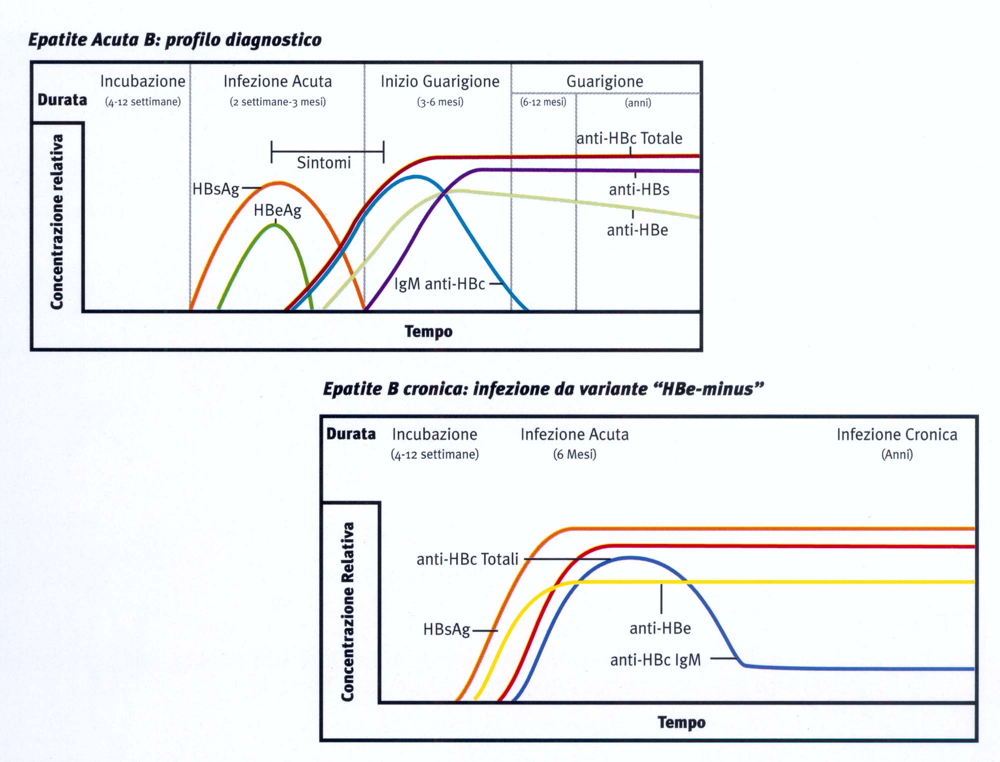 Epatite Acuta B: profilo diagnostico
Durata
Incubazione
(4-12 settimane)
Infezione Acuta
(2 settimane-3 mesi)
Inizio Guarigione
(3-6 mesi)
Guarigione
(6-12 mesi)
(anni)
Concentrazione relativa
Sintomi
HBsAg
HBeAg
anti-HBc Totale
anti-HBs
anti-HBe
IgM anti-HBc
Tempo
Epatite B cronica: infezione da variante “HBe-minus”
Durata
Incubazione
(4-12 settimane)
Infezione Acuta
(6 Mesi)
Infezione Cronica
(Anni)
Concentrazione Relativa
anti-HBc Totali
HBsAg
anti-HBe
anti-HBc IgM
Tempo